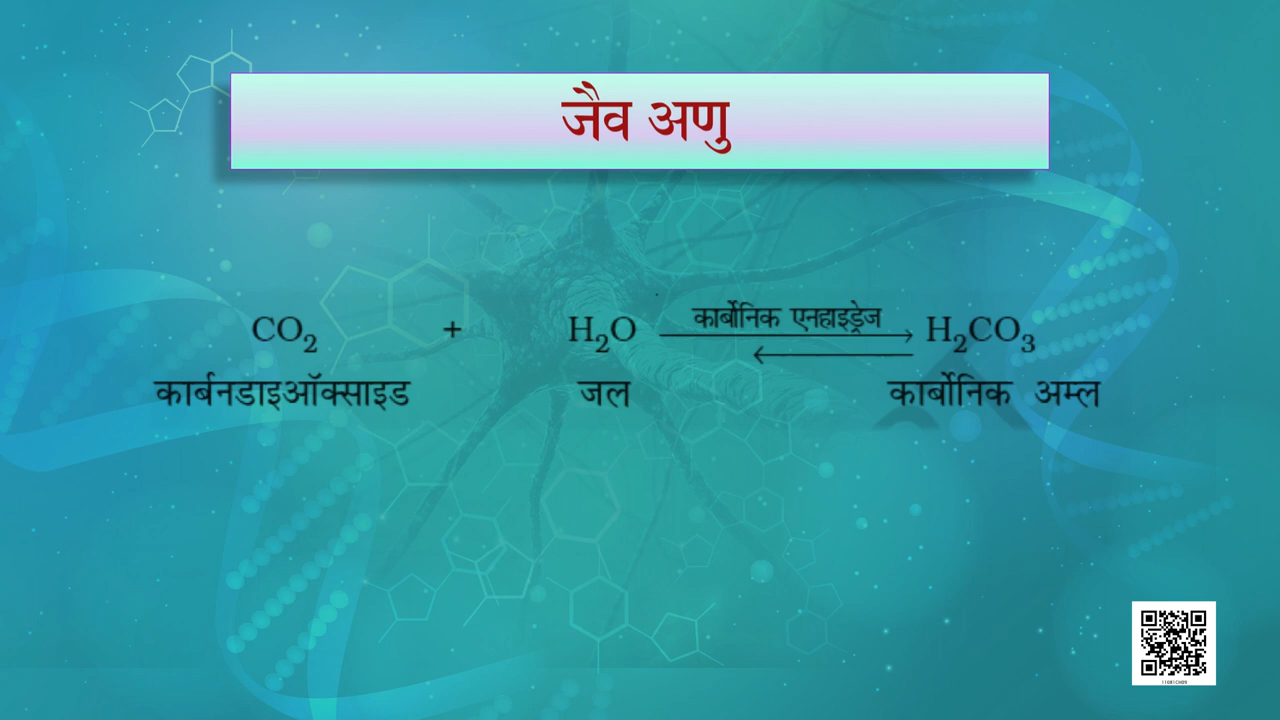 जैव अणु
कार्बोनिक एनहाइड्रेज
CO₂ + H₂O ⇌ H₂CO₃
कार्बनडाइऑक्साइड जल कार्बोनिक अम्ल